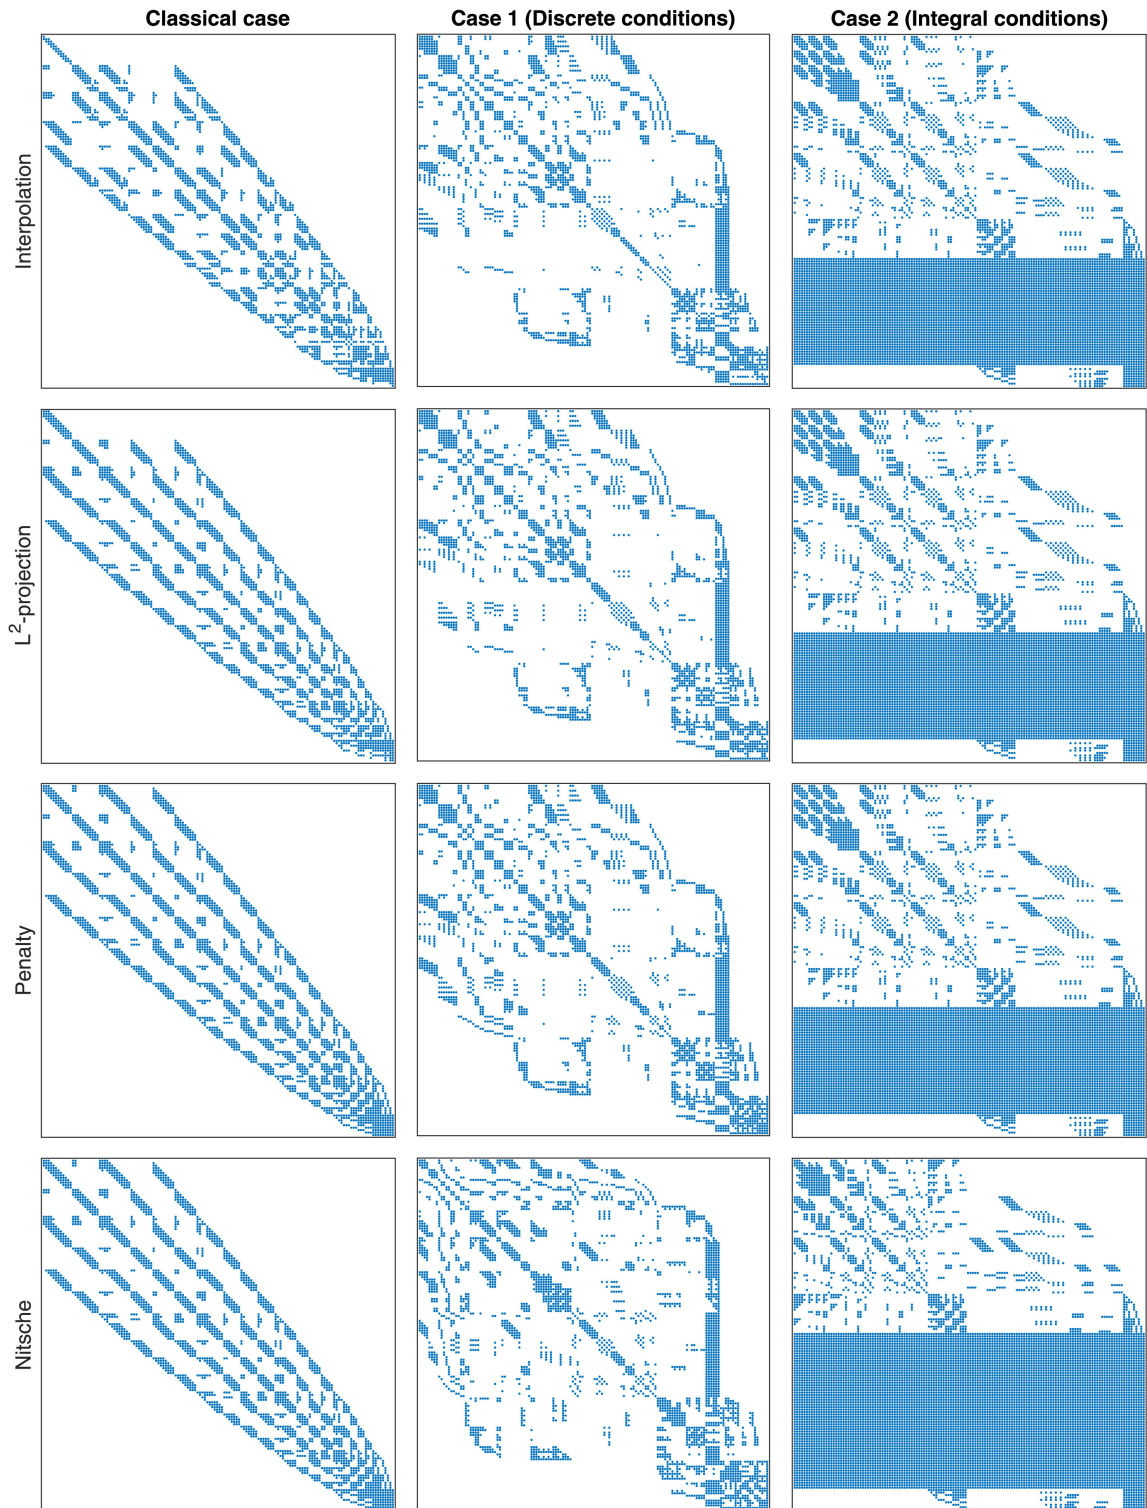 Classical case
Case 1 (Discrete conditions)
Case 2 (Integral conditions)
Interpolation
L²-projection
Penalty
Nitsche